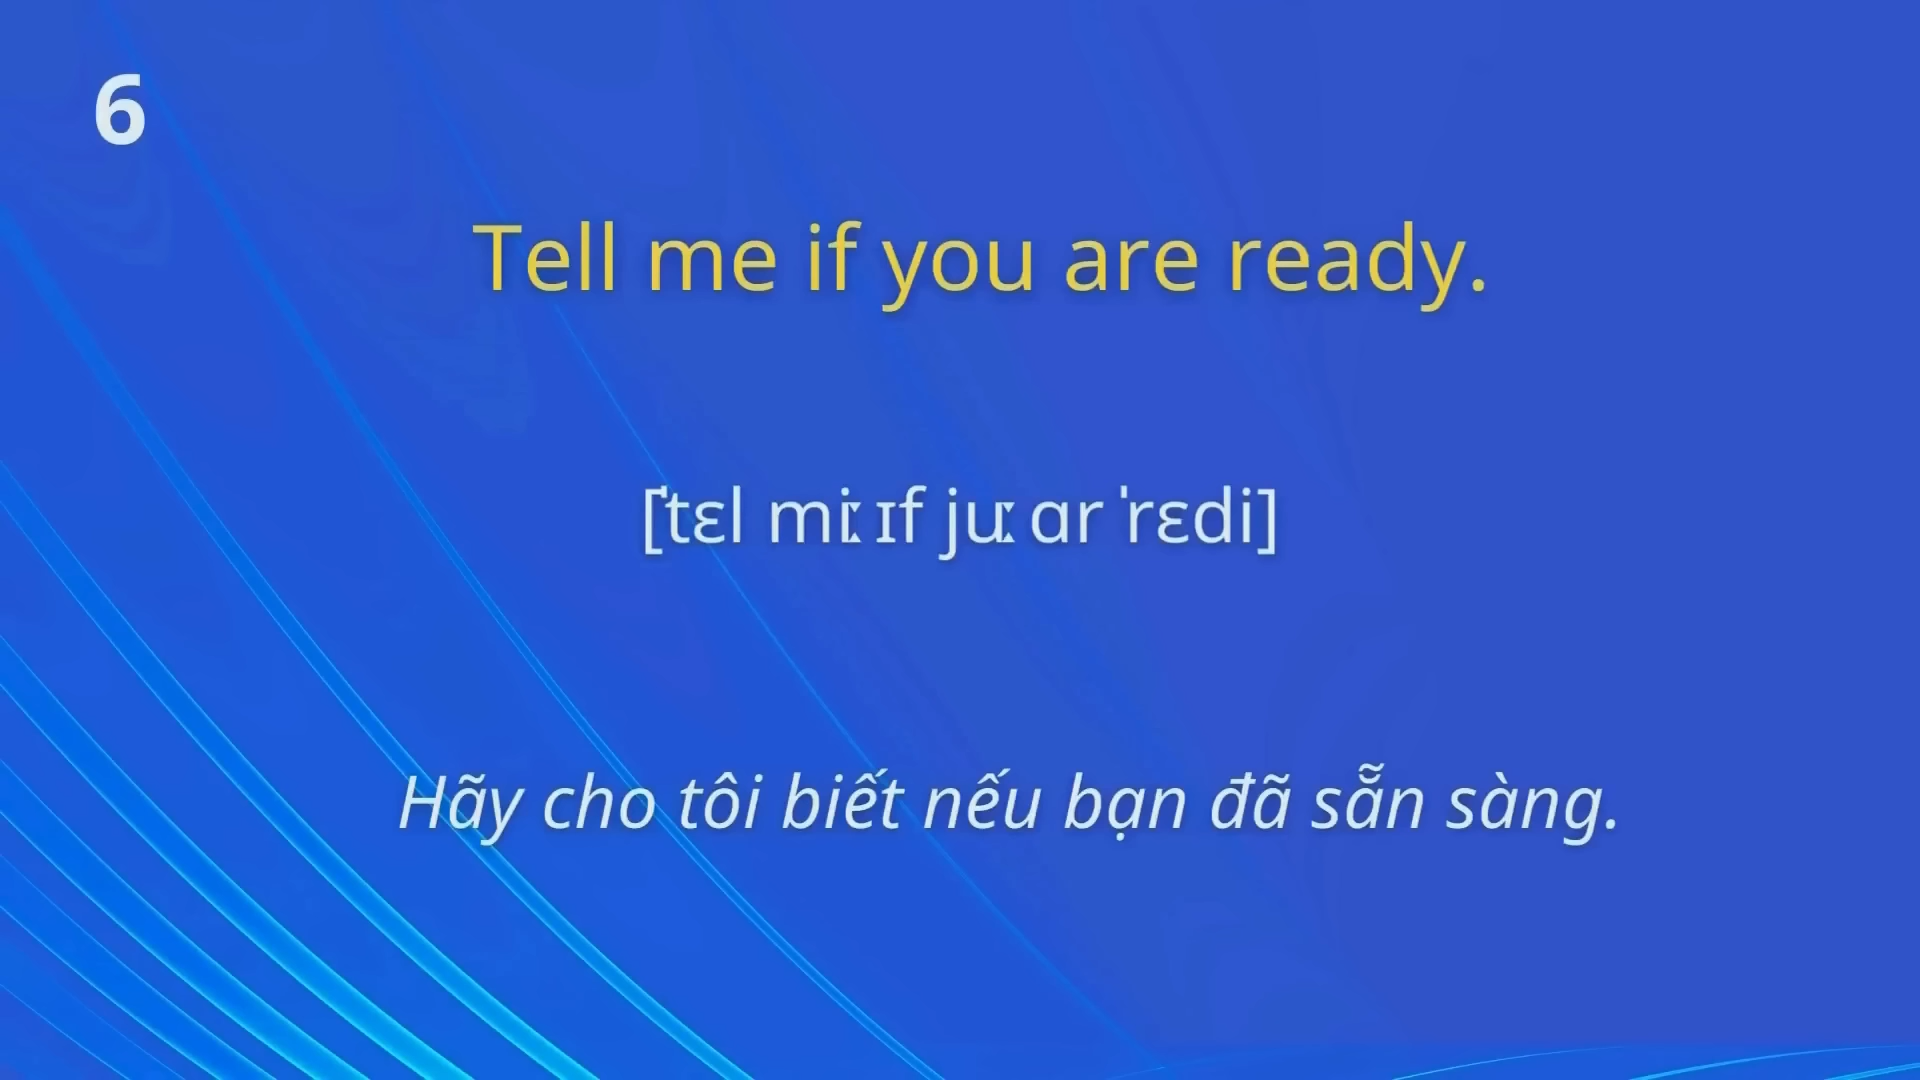 6
Tell me if you are ready.
[ˈtɛl miː ɪf juː ɑr ˈrɛdi]
Hãy cho tôi biết nếu bạn đã sẵn sàng.